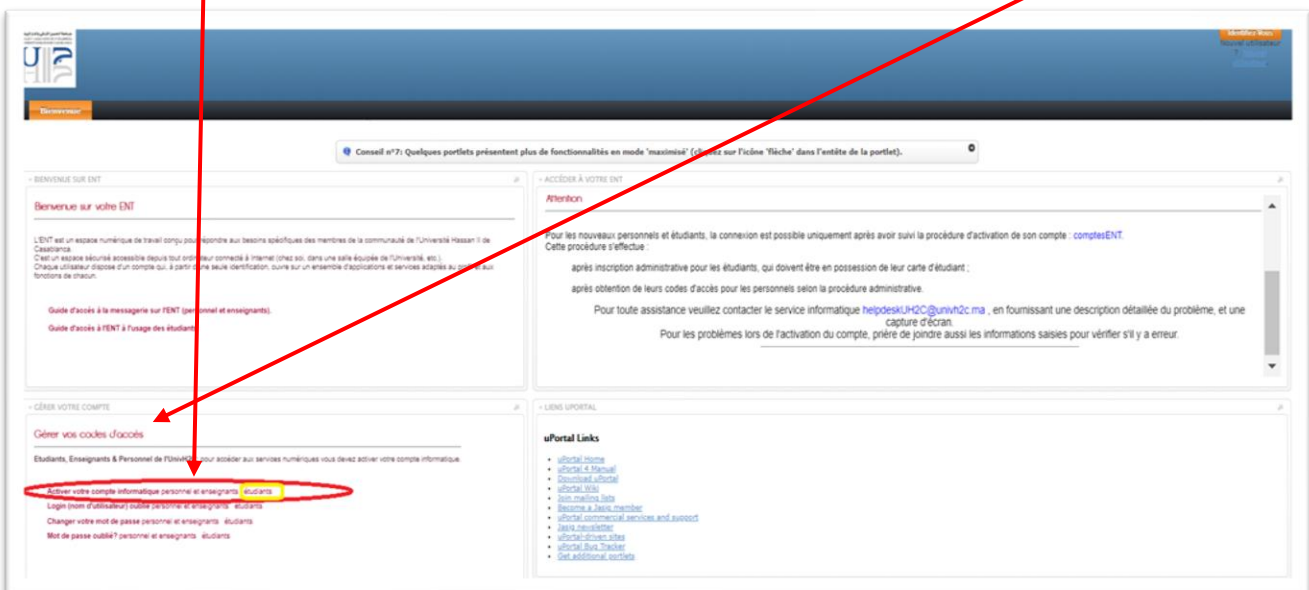 Identifiez-Vous
Nouvel utilisateur
Bienvenue
Conseil n°7: Quelques portlets présentent plus de fonctionnalités en mode 'maximisé' (cliquez sur l'icône 'flèche' dans l'entête de la portlet).
BIENVENUE SUR ENT
Bienvenue sur votre ENT
L'ENT est un espace numérique de travail conçu pour répondre aux besoins spécifiques des membres de la communauté de l'Université Hassan II de
Casablanca.
C'est un espace sécurisé accessible depuis tout ordinateur connecté à Internet (chez soi, dans une salle équipée de l'Université, etc.).
Chaque utilisateur dispose d'un compte qui, à partir d'une seule identification, ouvre sur un ensemble d'applications et services adaptés au profil et aux
fonctions de chacun.
Guide d'accès à la messagerie sur l'ENT (personnel et enseignants).
Guide d'accès à l'ENT à l'usage des étudiants
ACCÉDER À VOTRE ENT
Attention
Pour les nouveaux personnels et étudiants, la connexion est possible uniquement après avoir suivi la procédure d'activation de son compte : comptesENT.
Cette procédure s'effectue :
après inscription administrative pour les étudiants, qui doivent être en possession de leur carte d'étudiant ;
après obtention de leurs codes d'accès pour les personnels selon la procédure administrative.
Pour toute assistance veuillez contacter le service informatique helpdeskUH2C@univh2c.ma , en fournissant une description détaillée du problème, et une
capture d'écran.
Pour les problèmes lors de l'activation du compte, prière de joindre aussi les informations saisies pour vérifier s'il y a erreur.
GÉRER VOTRE COMPTE
Gérer vos codes d'accès
Etudiants, Enseignants & Personnel de l'UnivH2C, pour accéder aux services numériques vous devez activer votre compte informatique.
Activer votre compte informatique personnel et enseignants étudiants
Login (nom d'utilisateur) oublié personnel et enseignants étudiants
Changer votre mot de passe personnel et enseignants étudiants
Mot de passe oublié? personnel et enseignants étudiants
LIENS UPORTAL
uPortal Links
uPortal Home
uPortal 4 Manual
Download uPortal
uPortal Wiki
Join mailing lists
Become a Jasig member
uPortal commercial services and support
Jasig newsletter
uPortal-driven sites
uPortal Bug Tracker
Get additional portlets